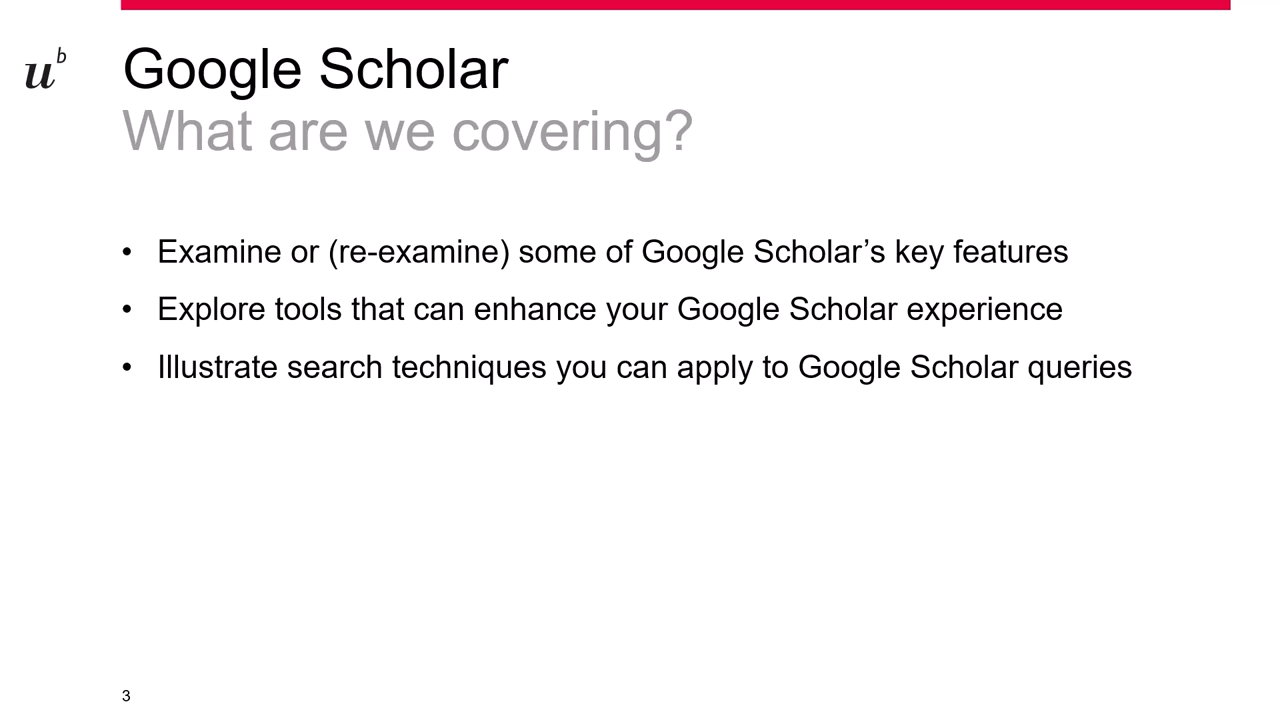 u b
Google Scholar
What are we covering?
• Examine or (re-examine) some of Google Scholar’s key features
• Explore tools that can enhance your Google Scholar experience
• Illustrate search techniques you can apply to Google Scholar queries
3